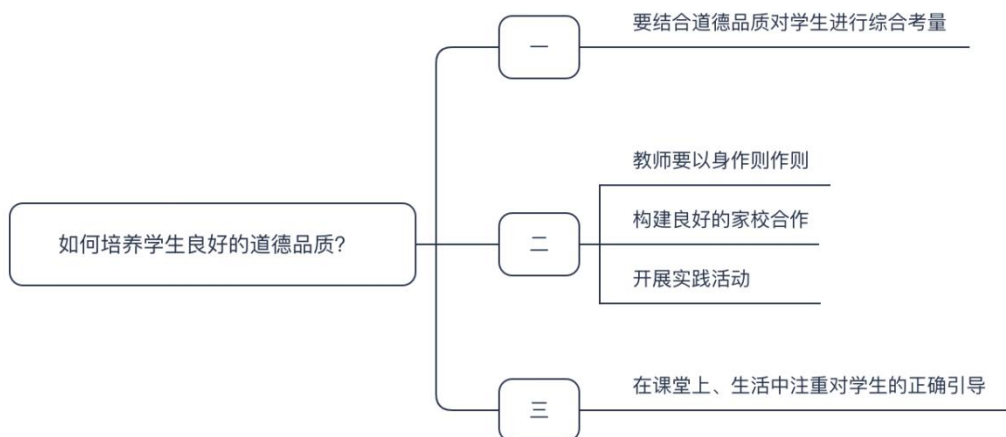 如何培养学生良好的道德品质?
一
要结合道德品质对学生进行综合考量
二
教师要以身作则作则
构建良好的家校合作
开展实践活动
三
在课堂上、生活中注重对学生的正确引导